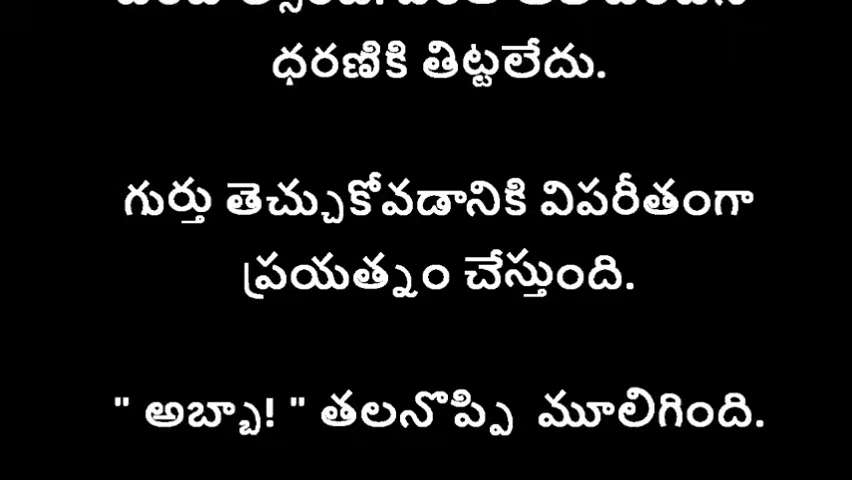 ధరణికి తిట్టలేదు.
గుర్తు తెచ్చుకోవడానికి విపరీతంగా
ప్రయత్నం చేస్తుంది.
" అబ్బా! " తలనొప్పి మూలిగింది.